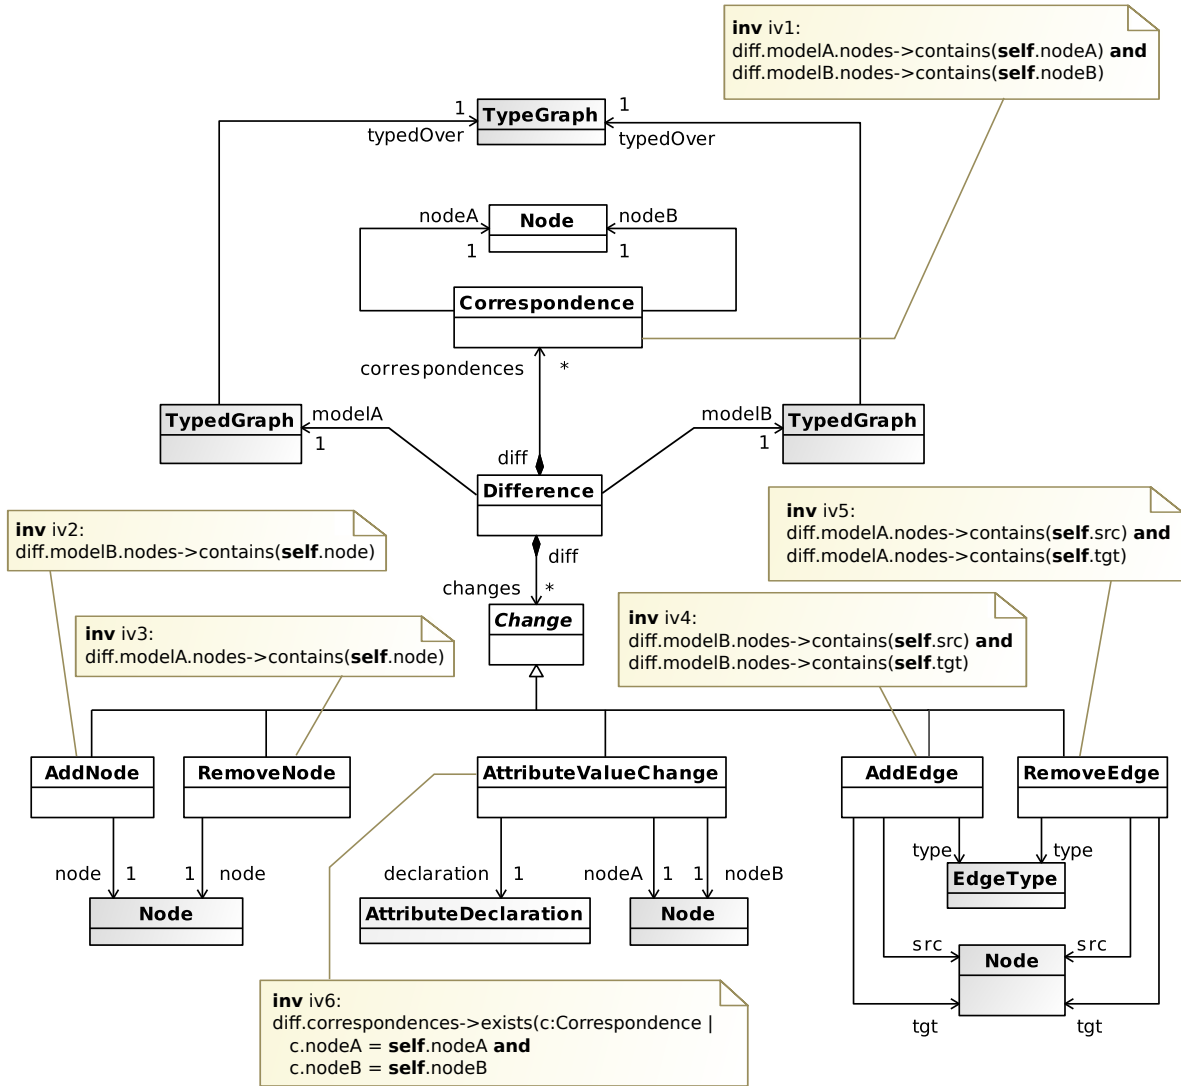 inv iv1:
diff.modelA.nodes->contains(self.nodeA) and
diff.modelB.nodes->contains(self.nodeB)
1
TypeGraph
1
typedOver
typedOver
nodeA
Node
nodeB
1
1
Correspondence
correspondences
*
TypedGraph
modelA
1
modelB
1
TypedGraph
diff
Difference
inv iv2:
diff.modelB.nodes->contains(self.node)
inv iv5:
diff.modelA.nodes->contains(self.src) and
diff.modelA.nodes->contains(self.tgt)
diff
changes
*
Change
inv iv3:
diff.modelA.nodes->contains(self.node)
inv iv4:
diff.modelB.nodes->contains(self.src) and
diff.modelB.nodes->contains(self.tgt)
AddNode
RemoveNode
AttributeValueChange
AddEdge
RemoveEdge
node
1
1
node
declaration
1
nodeA
1
1
nodeB
type
type
EdgeType
Node
AttributeDeclaration
Node
src
src
Node
tgt
tgt
inv iv6:
diff.correspondences->exists(c:Correspondence |
c.nodeA = self.nodeA and
c.nodeB = self.nodeB